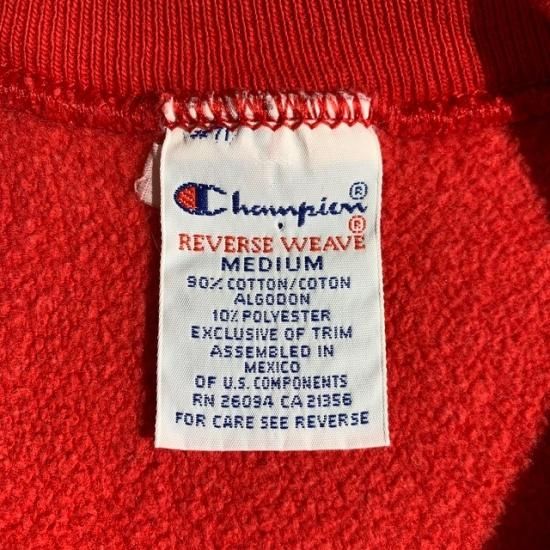 Champion®
REVERSE WEAVE®
MEDIUM
90% COTTON/COTON
ALGODON
10% POLYESTER
EXCLUSIVE OF TRIM
ASSEMBLED IN
MEXICO
OF U.S. COMPONENTS
RN 26094 CA 21356
FOR CARE SEE REVERSE